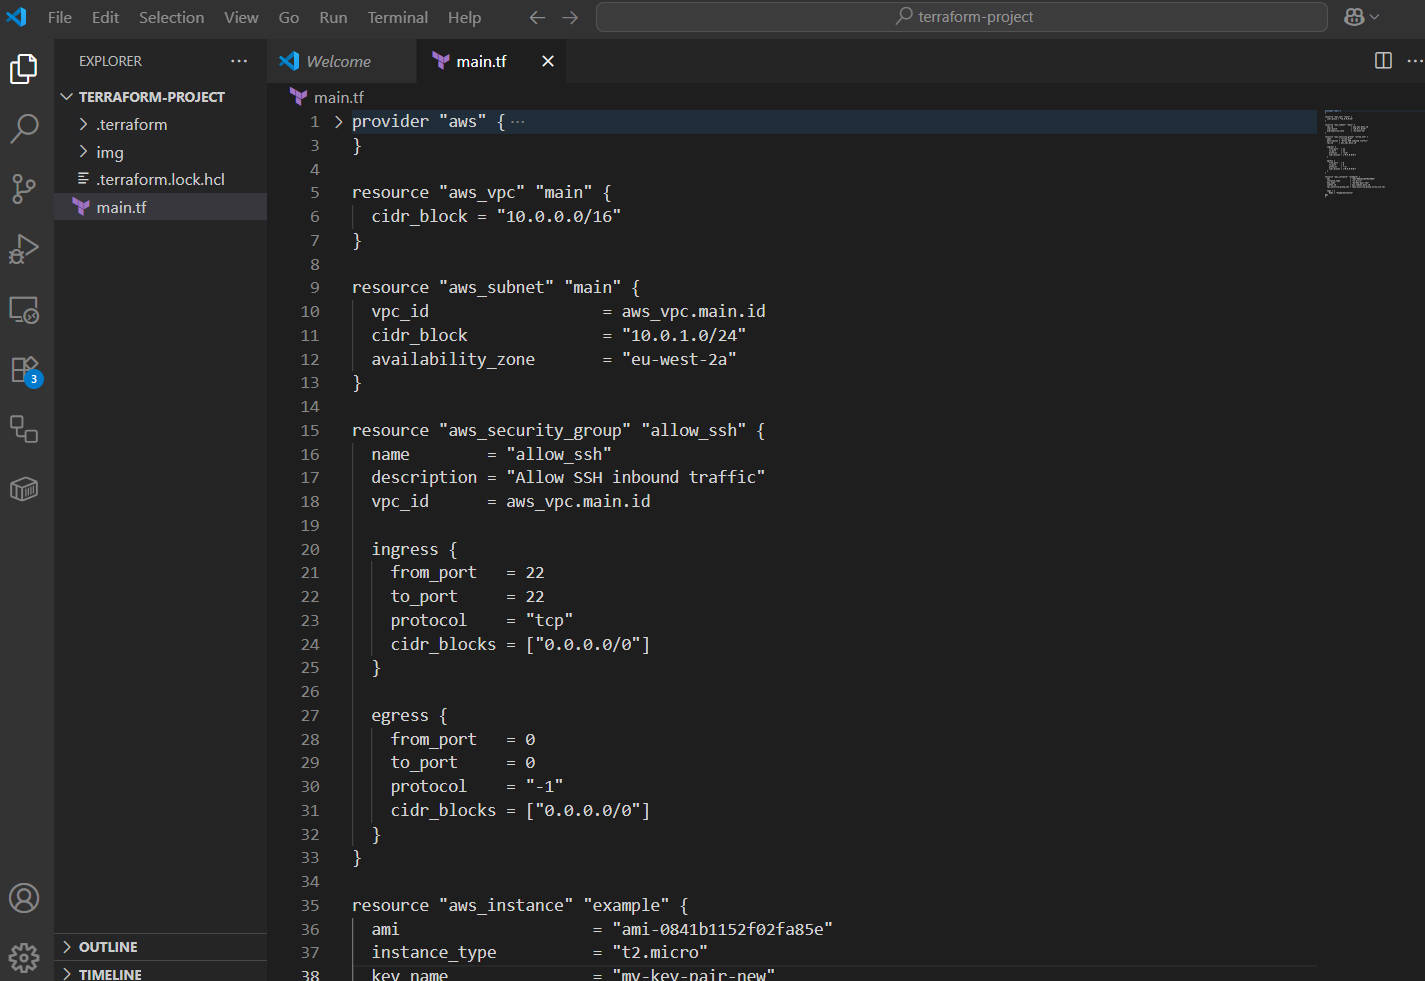 File Edit Selection View Go Run Terminal Help
terraform-project
EXPLORER
Welcome
main.tf
TERRAFORM-PROJECT
.terraform
img
.terraform.lock.hcl
main.tf
3
OUTLINE
TIMELINE
main.tf
1 provider "aws" { ...
3 }
4
5 resource "aws_vpc" "main" {
6   cidr_block = "10.0.0.0/16"
7 }
8
9 resource "aws_subnet" "main" {
10   vpc_id                  = aws_vpc.main.id
11   cidr_block              = "10.0.1.0/24"
12   availability_zone       = "eu-west-2a"
13 }
14
15 resource "aws_security_group" "allow_ssh" {
16   name        = "allow_ssh"
17   description = "Allow SSH inbound traffic"
18   vpc_id      = aws_vpc.main.id
19
20   ingress {
21     from_port   = 22
22     to_port     = 22
23     protocol    = "tcp"
24     cidr_blocks = ["0.0.0.0/0"]
25   }
26
27   egress {
28     from_port   = 0
29     to_port     = 0
30     protocol    = "-1"
31     cidr_blocks = ["0.0.0.0/0"]
32   }
33 }
34
35 resource "aws_instance" "example" {
36   ami                    = "ami-0841b1152f02fa85e"
37   instance_type          = "t2.micro"
38   key_name               = "my-key-pair-new"